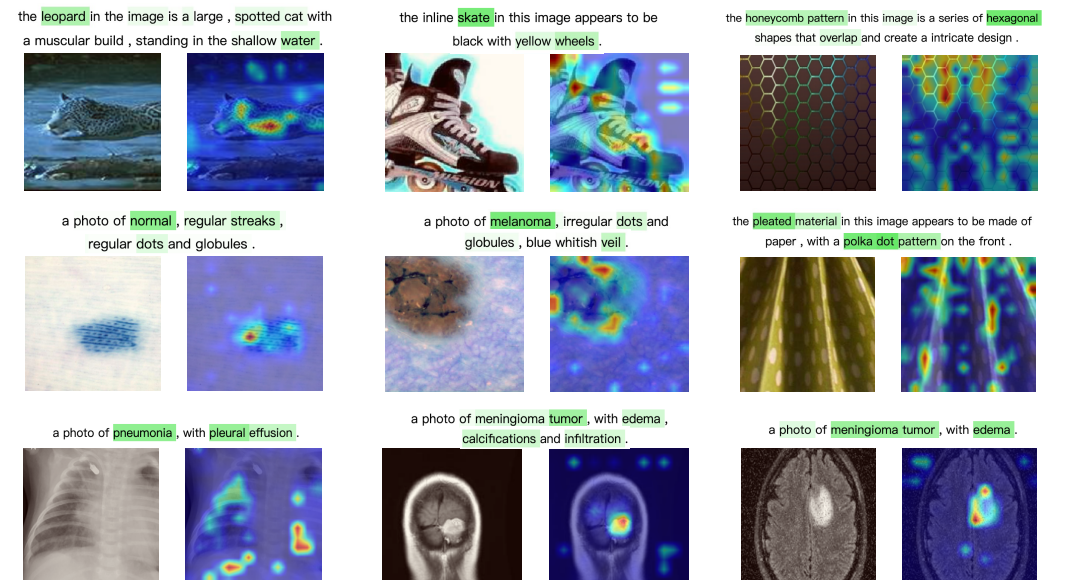 the leopard in the image is a large , spotted cat with
a muscular build , standing in the shallow water .
the inline skate in this image appears to be
black with yellow wheels .
the honeycomb pattern in this image is a series of hexagonal
shapes that overlap and create a intricate design .
MISSION
a photo of normal , regular streaks ,
regular dots and globules .
a photo of melanoma , irregular dots and
globules , blue whitish veil .
the pleated material in this image appears to be made of
paper , with a polka dot pattern on the front .
a photo of pneumonia , with pleural effusion .
a photo of meningioma tumor , with edema ,
calcifications and infiltration .
a photo of meningioma tumor , with edema .